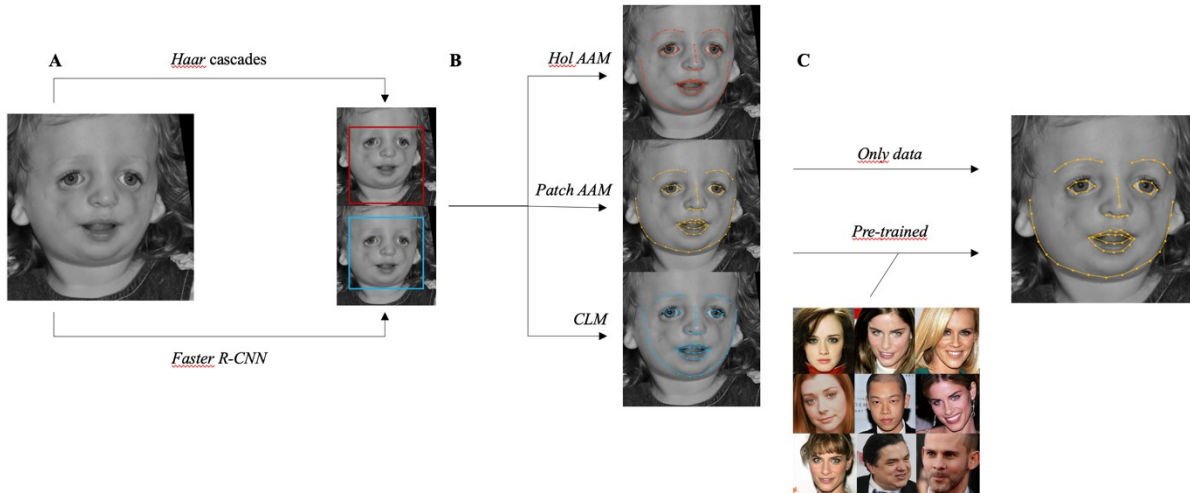 A
Haar cascades
Faster R-CNN
B
Hol AAM
Patch AAM
CLM
C
Only data
Pre-trained